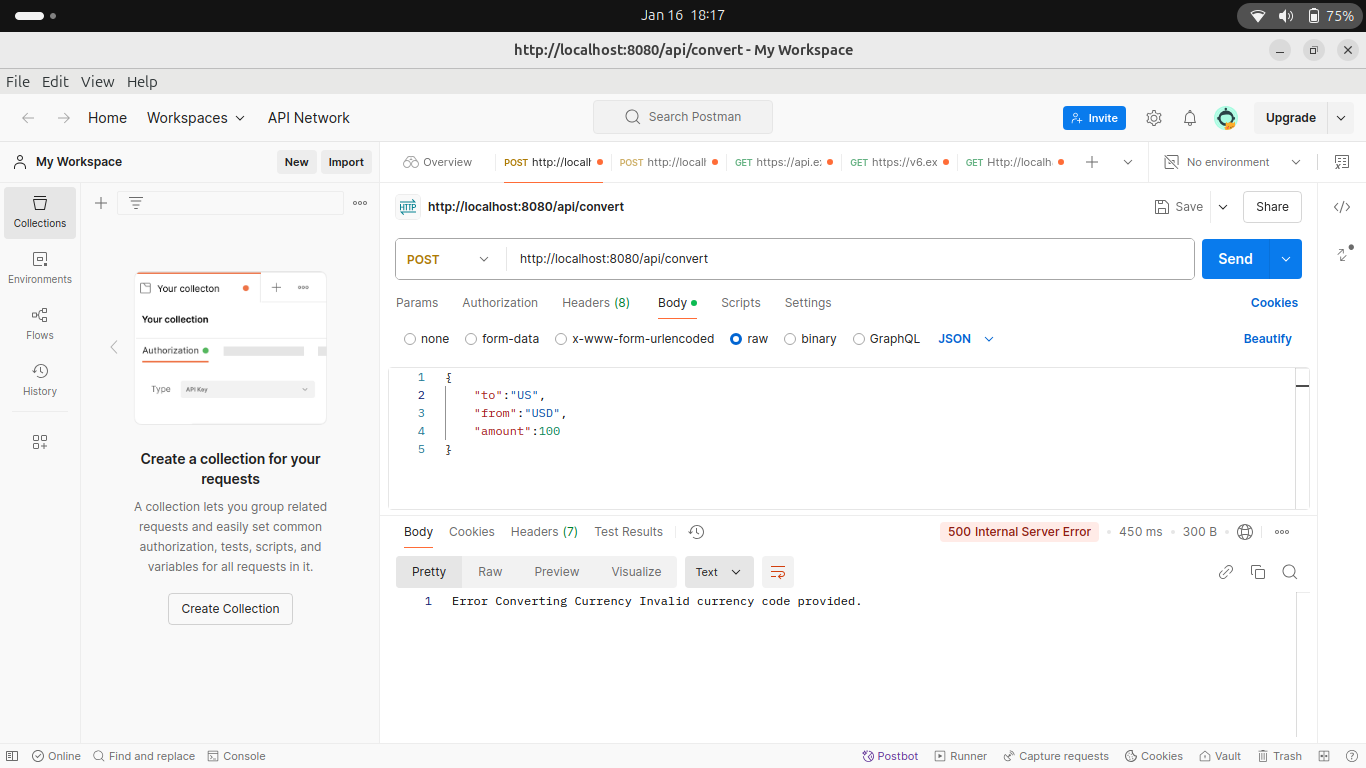 Jan 16 18:17
75%
http://localhost:8080/api/convert - My Workspace
File Edit View Help
Home Workspaces API Network
Search Postman
Invite
Upgrade
My Workspace
New
Import
Overview
POST http://locall
POST http://locall
GET https://api.e:
GET https://v6.ex
GET Http://localh
No environment
Collections
Environments
Flows
History
HTTP
http://localhost:8080/api/convert
Save
Share
POST
http://localhost:8080/api/convert
Send
Params Authorization Headers (8) Body Scripts Settings
Cookies
none form-data x-www-form-urlencoded raw binary GraphQL JSON
Beautify
1 {
2 "to":"US",
3 "from":"USD",
4 "amount":100
5 }
Your collecton
Your collection
Authorization
Type API Key
Create a collection for your
requests
A collection lets you group related
requests and easily set common
authorization, tests, scripts, and
variables for all requests in it.
Create Collection
Body Cookies Headers (7) Test Results
500 Internal Server Error 450 ms 300 B
Pretty Raw Preview Visualize Text
1 Error Converting Currency Invalid currency code provided.
Online Find and replace Console
Postbot Runner Capture requests Cookies Vault Trash